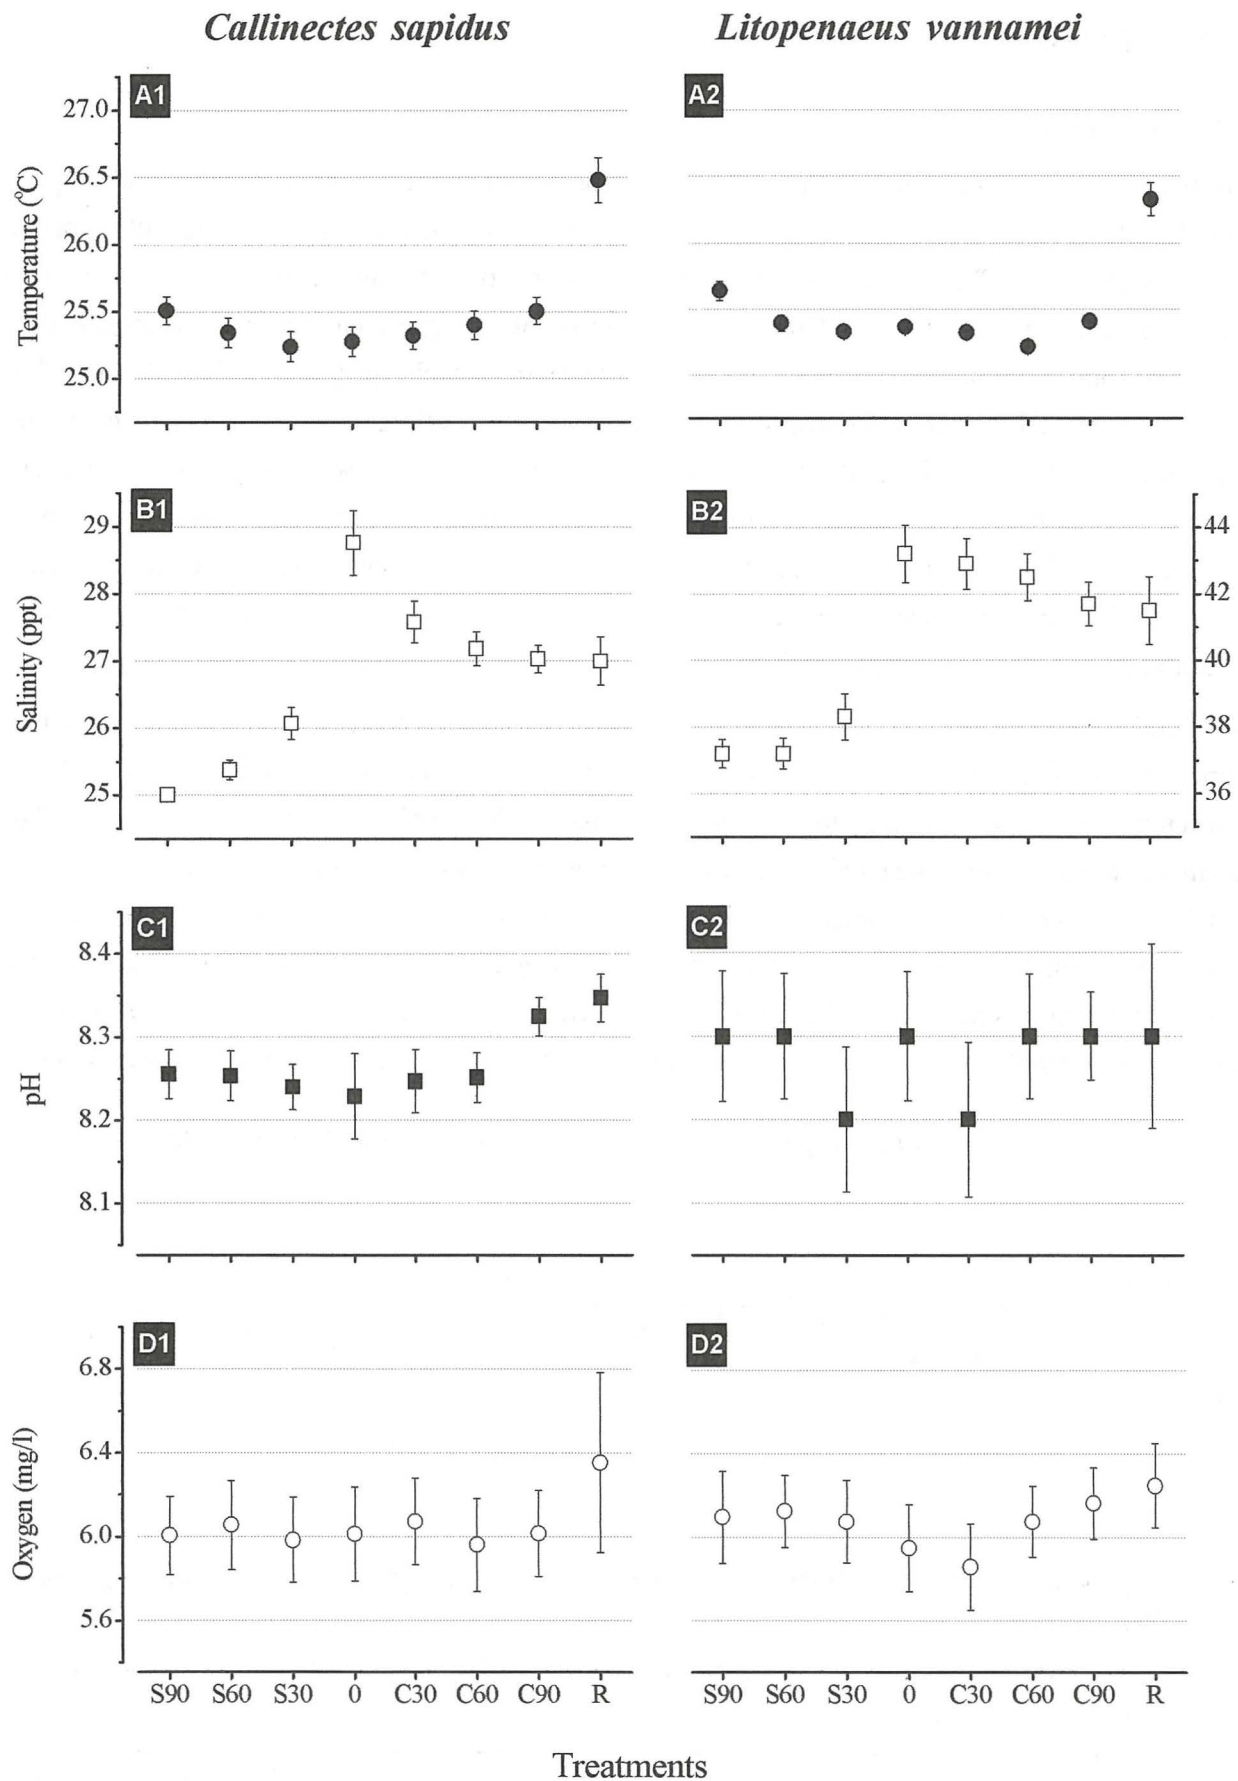 Callinectes sapidus
Litopenaeus vannamei
A1
A2
27.0
26.5
26.0
25.5
25.0
Temperature (°C)
B1
B2
29
28
27
26
25
Salinity (ppt)
44
42
40
38
36
C1
C2
8.4
8.3
8.2
8.1
pH
D1
D2
6.8
6.4
6.0
5.6
Oxygen (mg/l)
S90 S60 S30 0 C30 C60 C90 R
S90 S60 S30 0 C30 C60 C90 R
Treatments